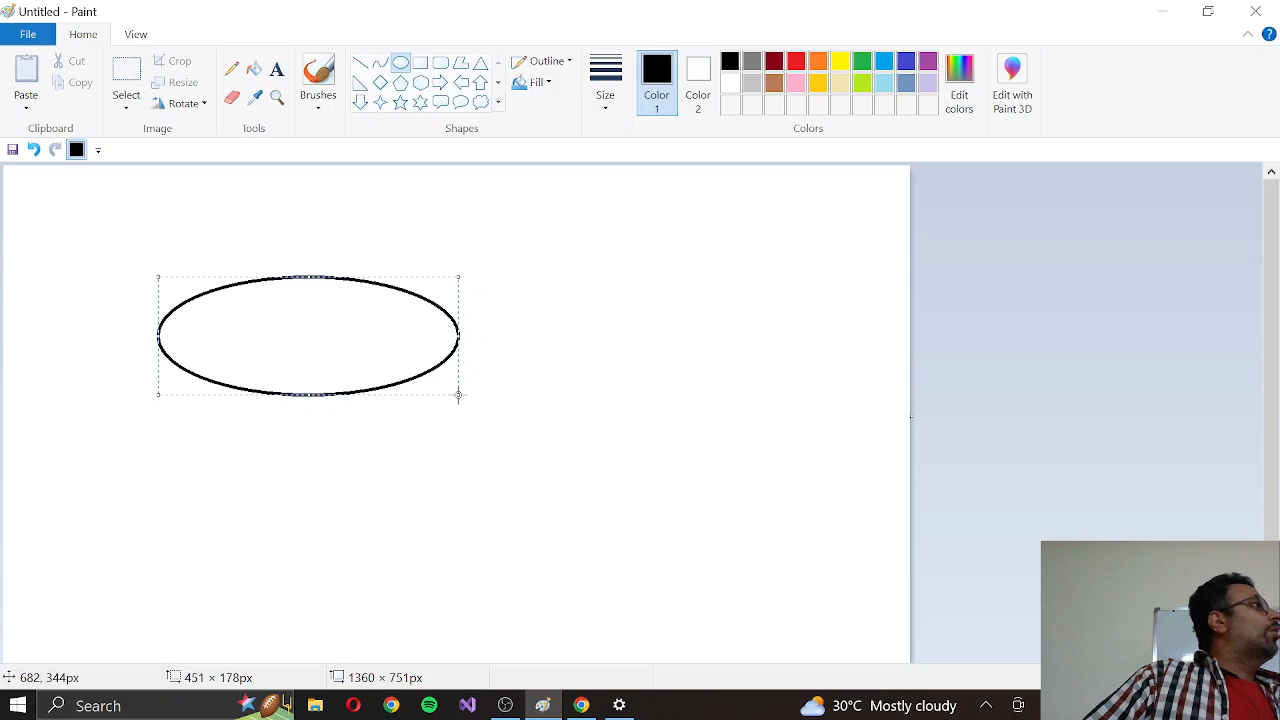 Untitled - Paint
File
Home
View
Paste
Cut
Copy
Clipboard
Select
Crop
Resize
Rotate
Image
Tools
Brushes
Shapes
Outline
Fill
Size
Color
1
Color
2
Colors
Edit
colors
Edit with
Paint 3D
682, 344px
451 × 178px
1360 × 751px
Search
30°C Mostly cloudy